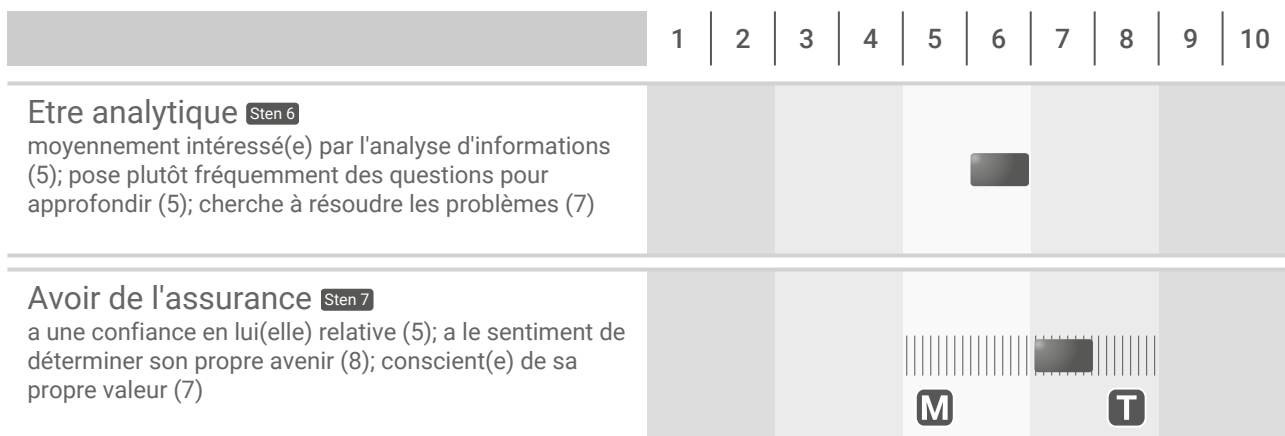 1 2 3 4 5 6 7 8 9 10
Etre analytique Sten 6
moyennement intéressé(e) par l'analyse d'informations
(5); pose plutôt fréquemment des questions pour
approfondir (5); cherche à résoudre les problèmes (7)
Avoir de l'assurance Sten 7
a une confiance en lui(elle) relative (5); a le sentiment de
déterminer son propre avenir (8); conscient(e) de sa
propre valeur (7)
M T